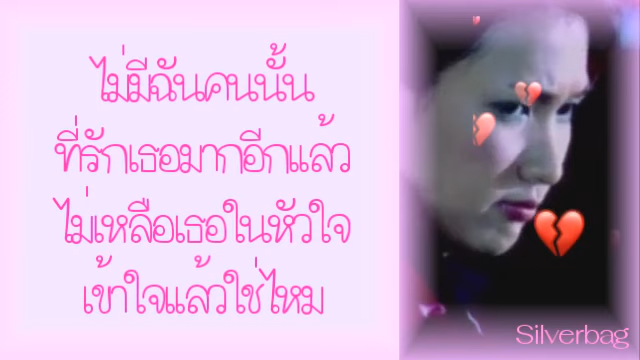 ไม่มีฉันคนนั้น
ที่รักเธอมากอีกแล้ว
ไม่เหลือเธอในหัวใจ
เข้าใจแล้วใช่ไหม
Silverbag